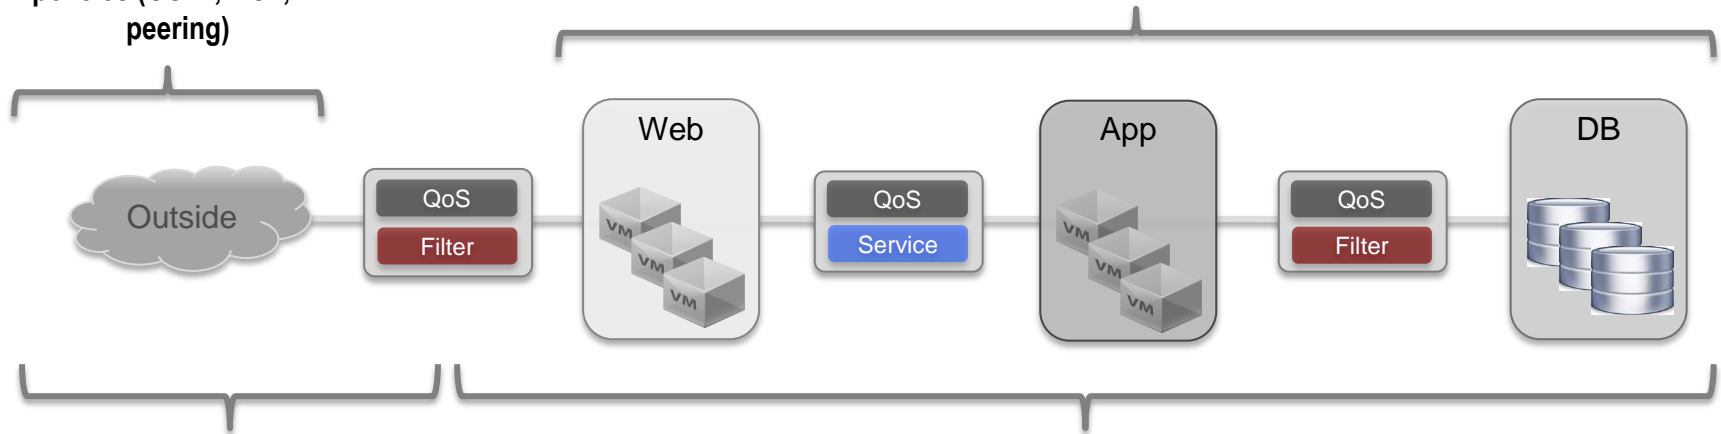 peering)
Web
App
DB
Outside
QoS
Filter
QoS
Service
QoS
Filter
VM
VM
VM
VM
VM
VM